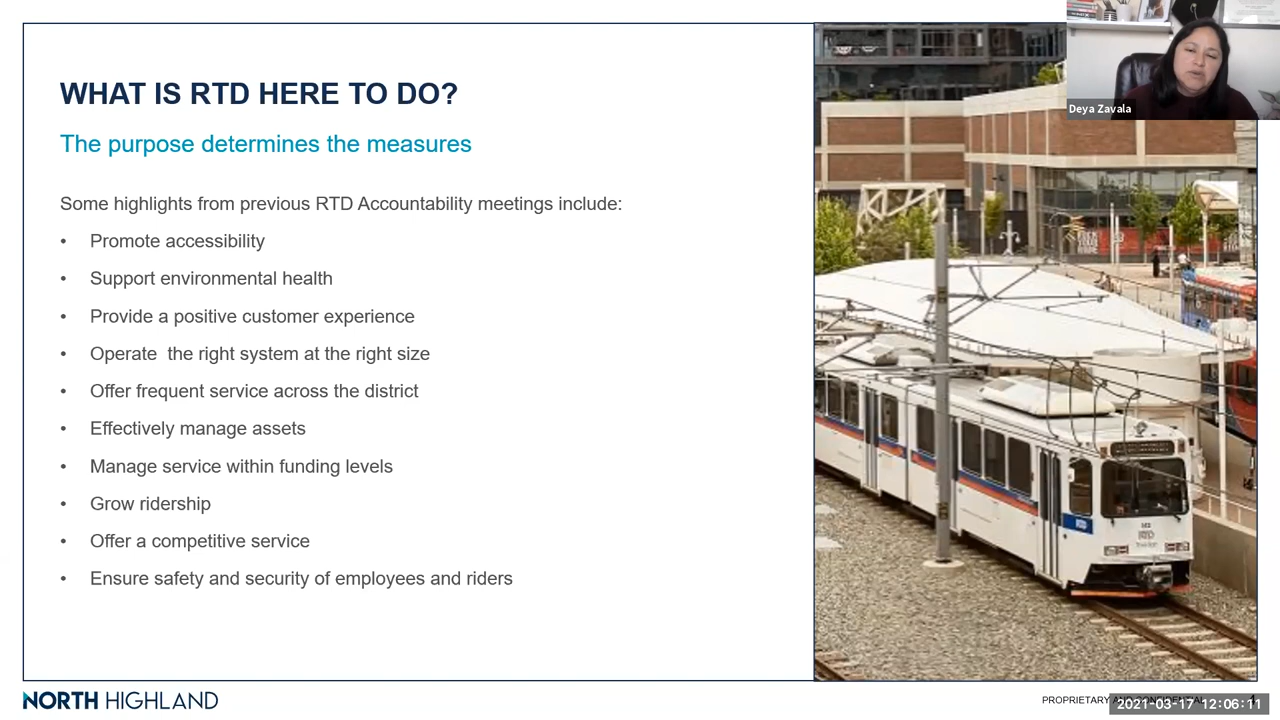 WHAT IS RTD HERE TO DO?
The purpose determines the measures
Some highlights from previous RTD Accountability meetings include:
• Promote accessibility
• Support environmental health
• Provide a positive customer experience
• Operate  the right system at the right size
• Offer frequent service across the district
• Effectively manage assets
• Manage service within funding levels
• Grow ridership
• Offer a competitive service
• Ensure safety and security of employees and riders
Deya Zavala
RTD
NORTH HIGHLAND
PROPRIETARY AND CONFIDENTIAL
2021-03-17 12:06:11